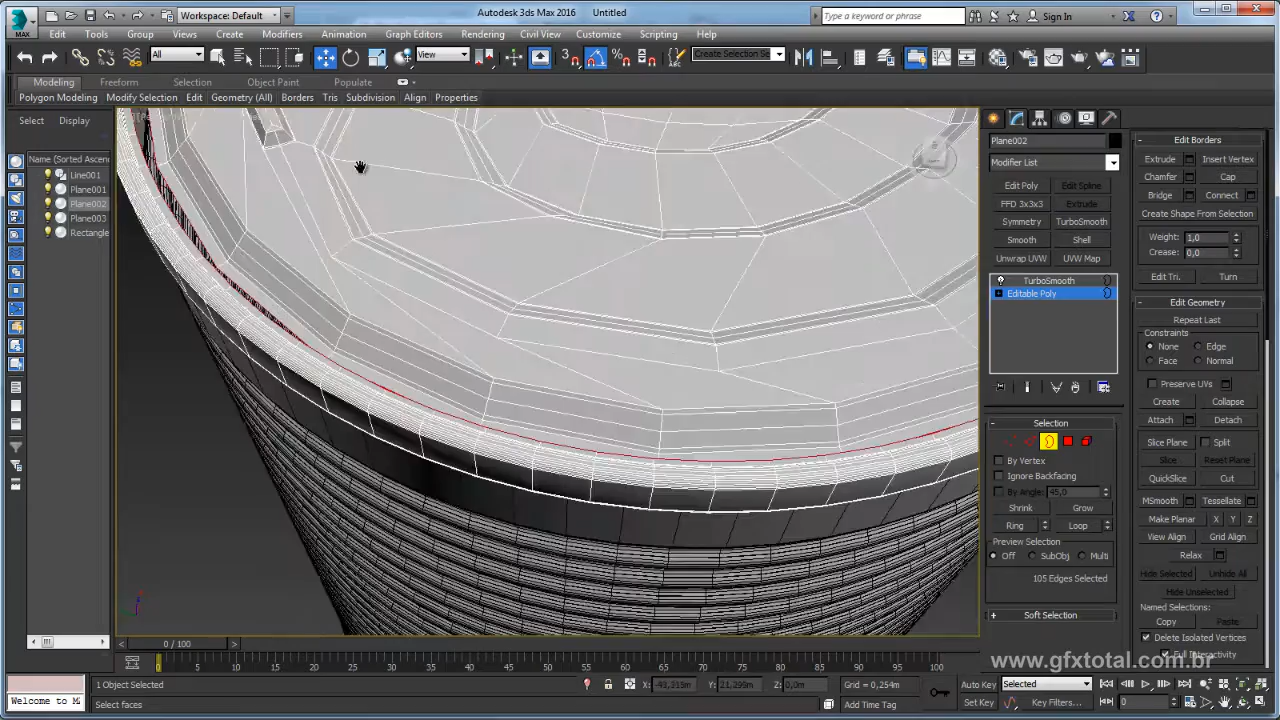 Workspace: Default
Autodesk 3ds Max 2016 Untitled
Type a keyword or phrase
Sign In
MAX
Edit Tools Group Views Create Modifiers Animation Graph Editors Rendering Civil View Customize Scripting Help
All
View
Create Selection Se
Modeling Freeform Selection Object Paint Populate
Polygon Modeling Modify Selection Edit Geometry (All) Borders Tris Subdivision Align Properties
Select Display
Name (Sorted Ascen
Line001
Plane001
Plane002
Plane003
Rectangle
Plane002
Modifier List
Edit Poly Edit Spline
FFD 3x3x3 Extrude
Symmetry TurboSmooth
Smooth Shell
Unwrap UVW UVW Map
TurboSmooth
Editable Poly
Selection
By Vertex
Ignore Backfacing
By Angle: 45,0
Shrink Grow
Ring Loop
Preview Selection
Off SubObj Multi
105 Edges Selected
Soft Selection
Edit Borders
Extrude Insert Vertex
Chamfer Cap
Bridge Connect
Create Shape From Selection
Weight: 1,0
Crease: 0,0
Edit Tri. Turn
Edit Geometry
Repeat Last
Constraints
None Edge
Face Normal
Preserve UVs
Create Collapse
Attach Detach
Slice Plane Split
Slice Reset Plane
QuickSlice Cut
MSmooth Tessellate
Make Planar X Y Z
View Align Grid Align
Relax
Hide Selected Unhide All
Hide Unselected
Named Selections:
Copy Paste
Delete Isolated Vertices
Full Interactivity
www.gfxtotal.com.br
0 / 100
0 5 10 15 20 25 30 35 40 45 50 55 60 65 70 75 80 85 90 95 100
1 Object Selected
X: -43,315m Y: 21,299m Z: 0,0m Grid = 0,254m
Auto Key Selected
Welcome to M
Select faces
Add Time Tag
Set Key Key Filters...
0